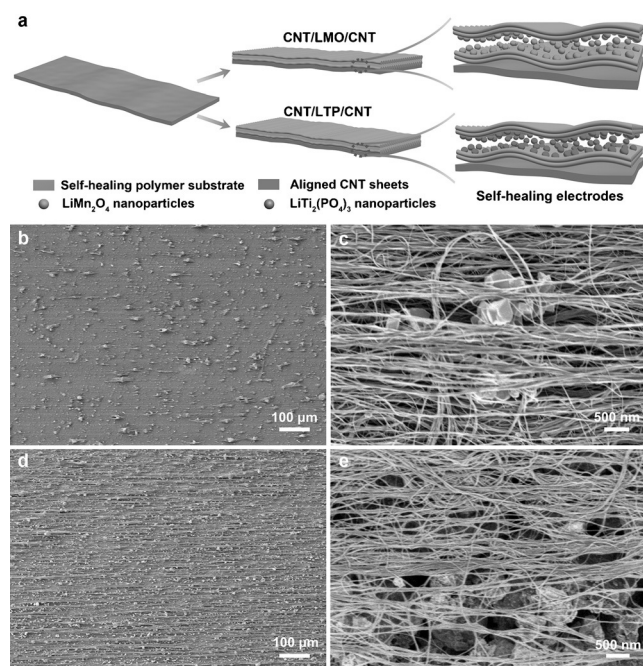 a
CNT/LMO/CNT
CNT/LTP/CNT
Self-healing polymer substrate
Aligned CNT sheets
LiMn₂O₄ nanoparticles
LiTi₂(PO₄)₃ nanoparticles
Self-healing electrodes
b
100 µm
c
500 nm
d
100 µm
e
500 nm